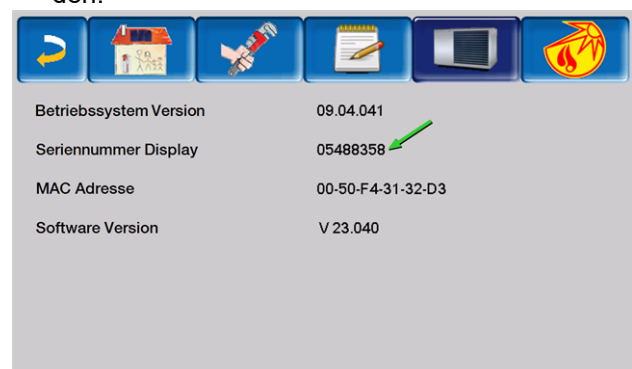 den.
Betriebssystem Version 09.04.041
Seriennummer Display 05488358
MAC Adresse 00-50-F4-31-32-D3
Software Version V 23.040